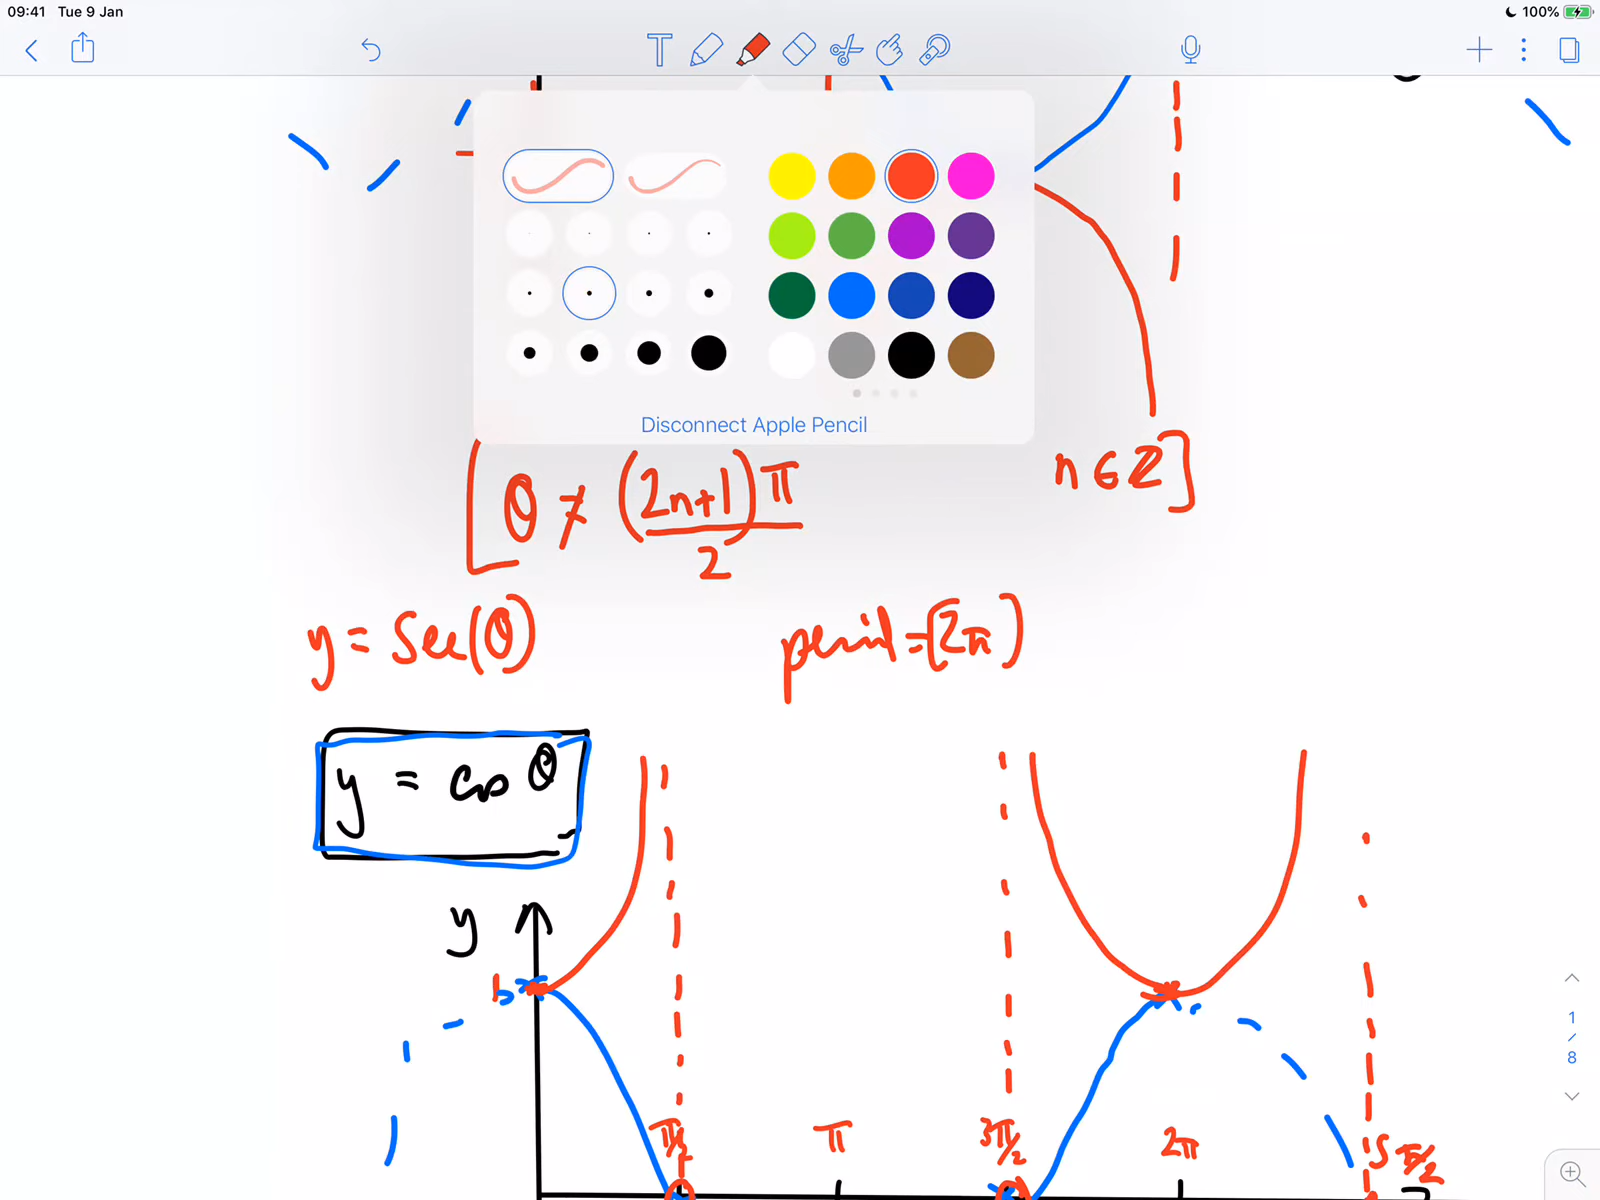 09:41 Tue 9 Jan
100%
T
Disconnect Apple Pencil
[θ ≠ (2n+1)π / 2 n ∈ Z]
y = Sec(θ)
period = [2π]
y = cos θ
y
1
π/2 π 3π/2 2π 5π/2
1 / 8